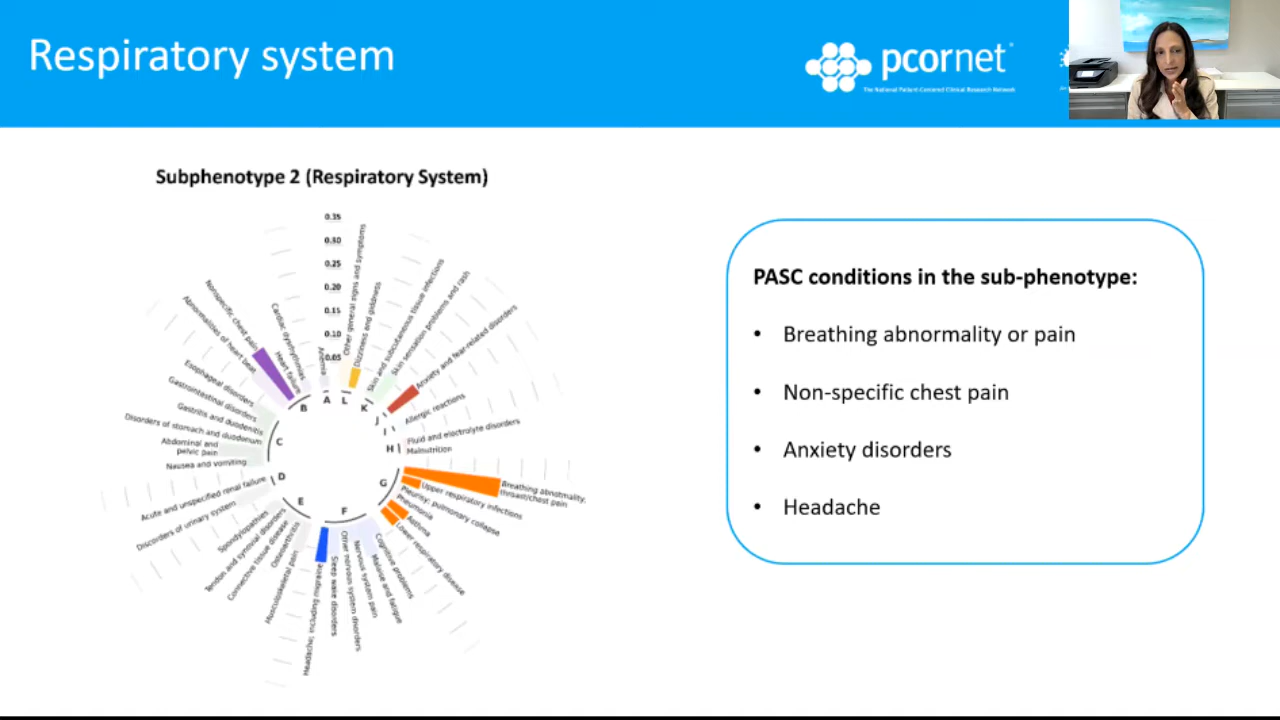 Respiratory system
pcornet
The National Patient-Centered Clinical Research Network
Subphenotype 2 (Respiratory System)
0.35
0.30
0.25
0.20
0.15
0.10
0.05
Anemia
Other general signs and symptoms
Dizziness and giddness
Skin and subcutaneous tissue infections
Skin sensation problems and rash
Anxiety and fear-related disorders
Allergic reactions
Fluid and electrolyte disorders
Malnutrition
Breathing abnormality,
throast/chest pain
Upper respiratory infections
Pleurisy; pulmonary collapse
Pneumonia
Asthma
Lower respiratory disease
Cognitive problems
Malaise and fatigue
Nervous system pain
Other nervous system disorders
Sleep wake disorders
Headache; including migraine
Musculoskeletal pain
Osteoarthritis
Connective tissue disease
Tendon and synovial disorders
Spondylopathies
Disorders of urinary system
Acute and unspecified renal failure
Nausea and vomiting
Abdominal and
pelvic pain
Disorders of stomach and duodenum
Gastritis and duodenitis
Gastrointestinal disorders
Esophageal disorders
Abnormalities of heart beat
Nonspecific chest pain
Heart failure
Cardiac dysrhythmias
A
B
C
D
E
F
G
H
I
J
K
L
PASC conditions in the sub-phenotype:
• Breathing abnormality or pain
• Non-specific chest pain
• Anxiety disorders
• Headache